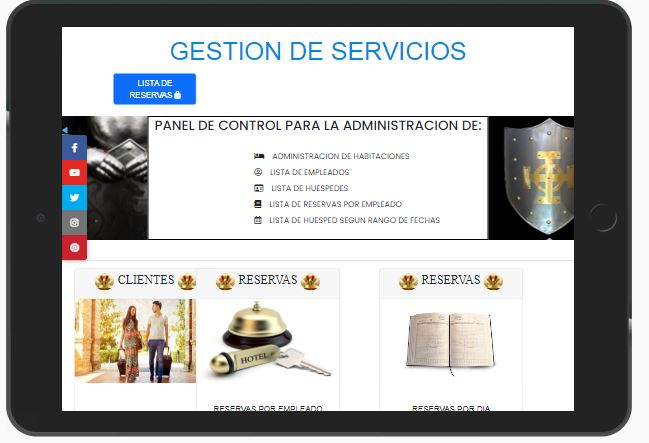 GESTION DE SERVICIOS
LISTA DE
RESERVAS
PANEL DE CONTROL PARA LA ADMINISTRACION DE:
ADMINISTRACION DE HABITACIONES
LISTA DE EMPLEADOS
LISTA DE HUESPEDES
LISTA DE RESERVAS POR EMPLEADO
LISTA DE HUESPED SEGUN RANGO DE FECHAS
CLIENTES
RESERVAS
RESERVAS
HOTEL
RESERVAS POR EMPLEADO
RESERVAS POR DIA